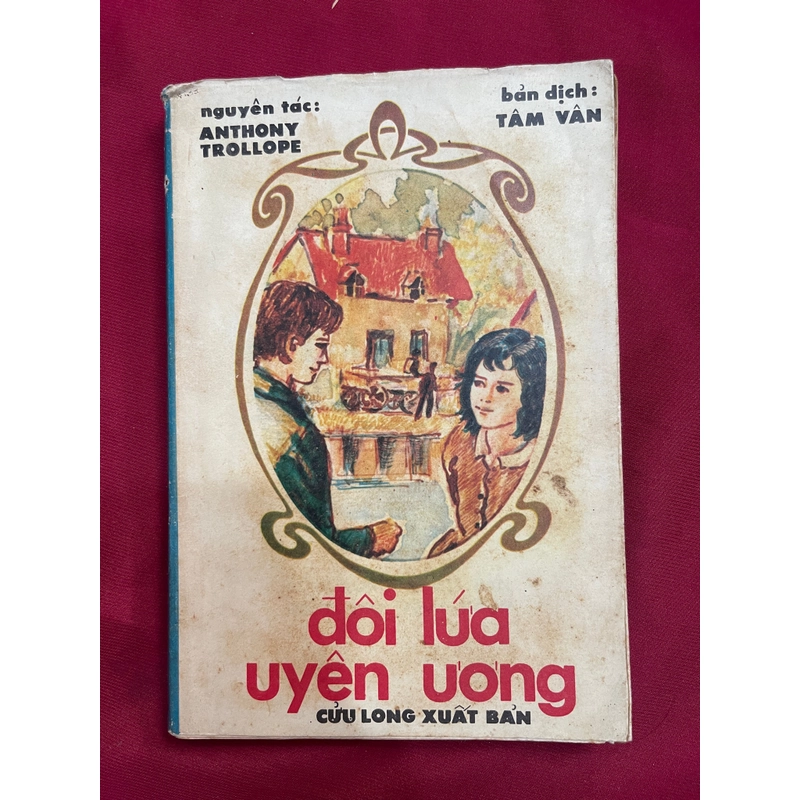 nguyên tác:
ANTHONY
TROLLOPE
bản dịch:
TÂM VÂN
đôi lứa
uyên ương
CỬU LONG XUẤT BẢN